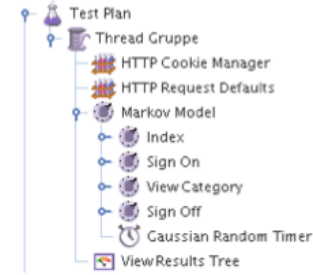 Test Plan
Thread Gruppe
HTTP Cookie Manager
HTTP Request Defaults
Markov Model
Index
Sign On
View Category
Sign Off
Gaussian Random Timer
View Results Tree